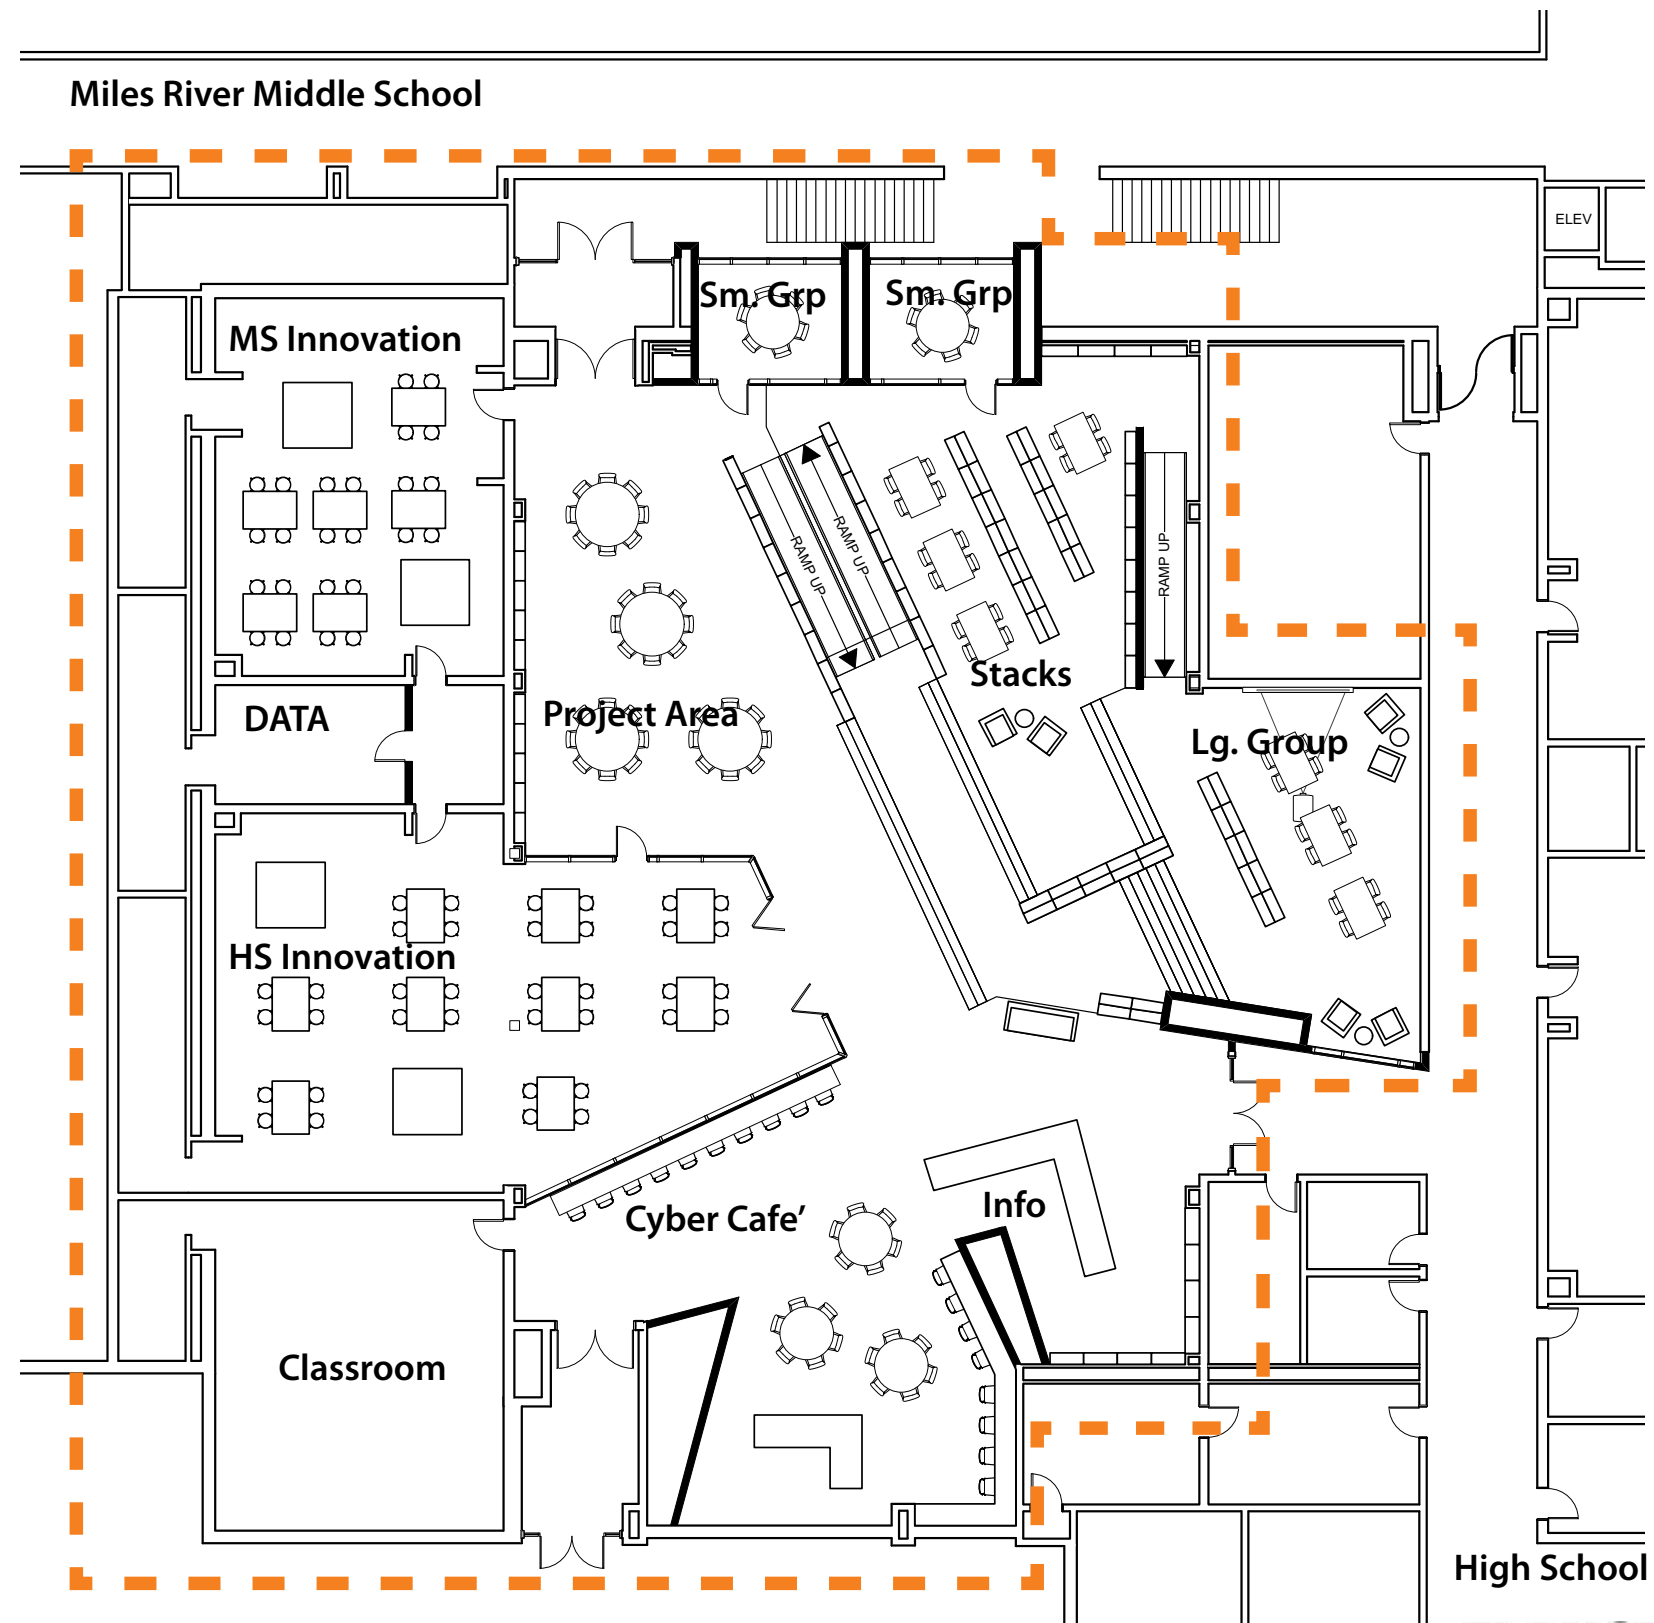 Miles River Middle School
ELEV
Sm. Grp
Sm. Grp
MS Innovation
RAMP UP
RAMP UP
RAMP UP
Stacks
DATA
Project Area
Lg. Group
HS Innovation
Info
Cyber Cafe’
Classroom
High School